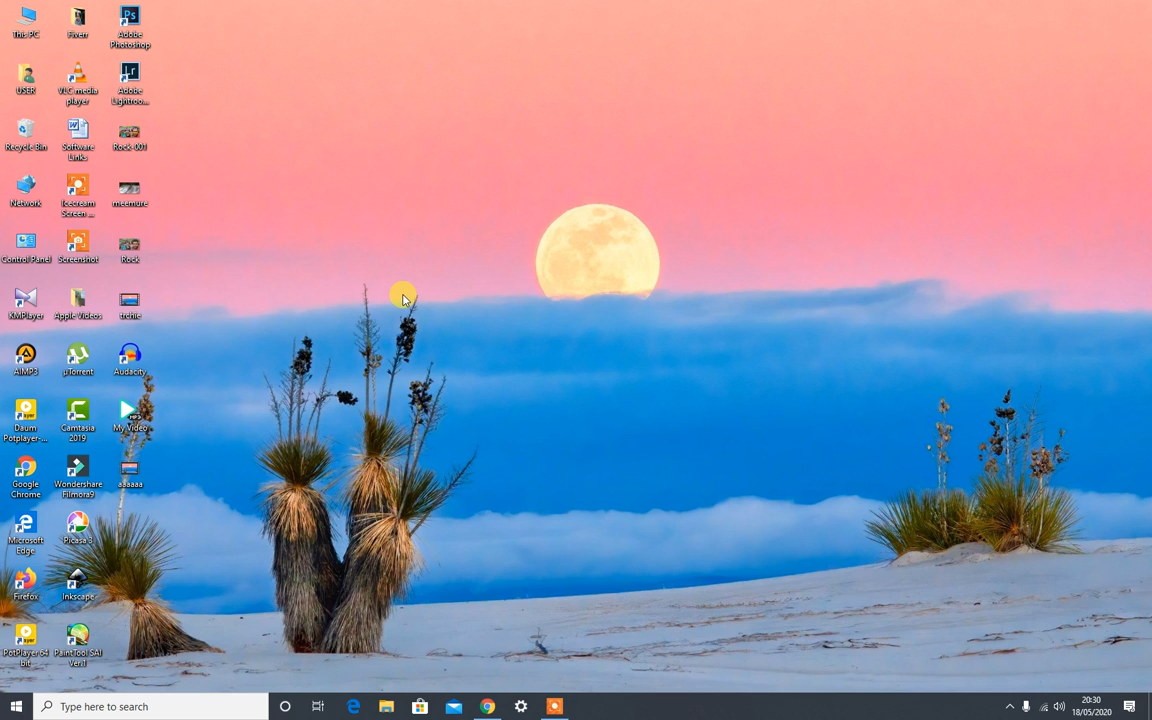 This PC
USER
Recycle Bin
Network
Control Panel
KMPlayer
AIMP3
Daum
Potplayer-...
Google
Chrome
Microsoft
Edge
Firefox
PotPlayer 64
bit
Fiverr
VLC media
player
Software
Links
Icecream
Screen ...
Screenshot
Apple Videos
µTorrent
Camtasia
2019
Wondershare
Filmora9
Picasa 3
Inkscape
PaintTool SAI
Ver.1
Adobe
Photoshop
Adobe
Lightroo...
Rock-001
meemure
Rock
trchie
Audacity
My Video
aaaaaa
Type here to search
20:30
18/05/2020